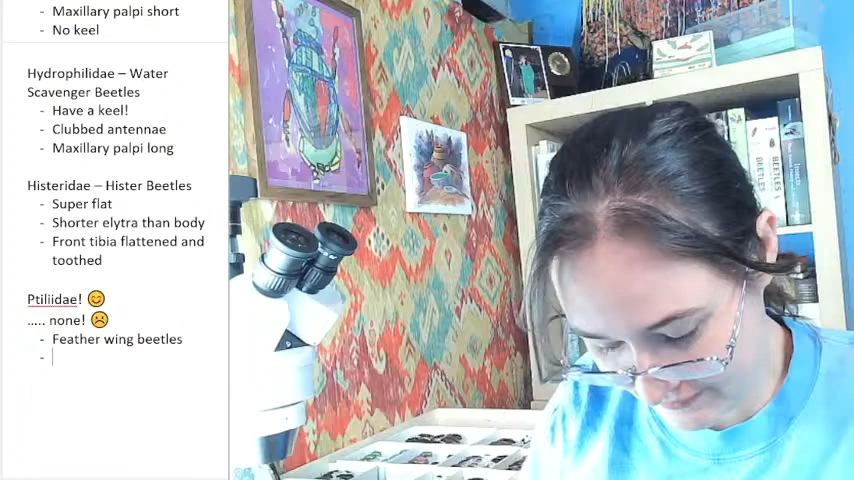 - Maxillary palpi short
- No keel
Hydrophilidae – Water
Scavenger Beetles
- Have a keel!
- Clubbed antennae
- Maxillary palpi long
Histeridae – Hister Beetles
- Super flat
- Shorter elytra than body
- Front tibia flattened and
toothed
Ptiliidae! 😊
..... none! ☹
- Feather wing beetles
-
BEETLES
BEETLES